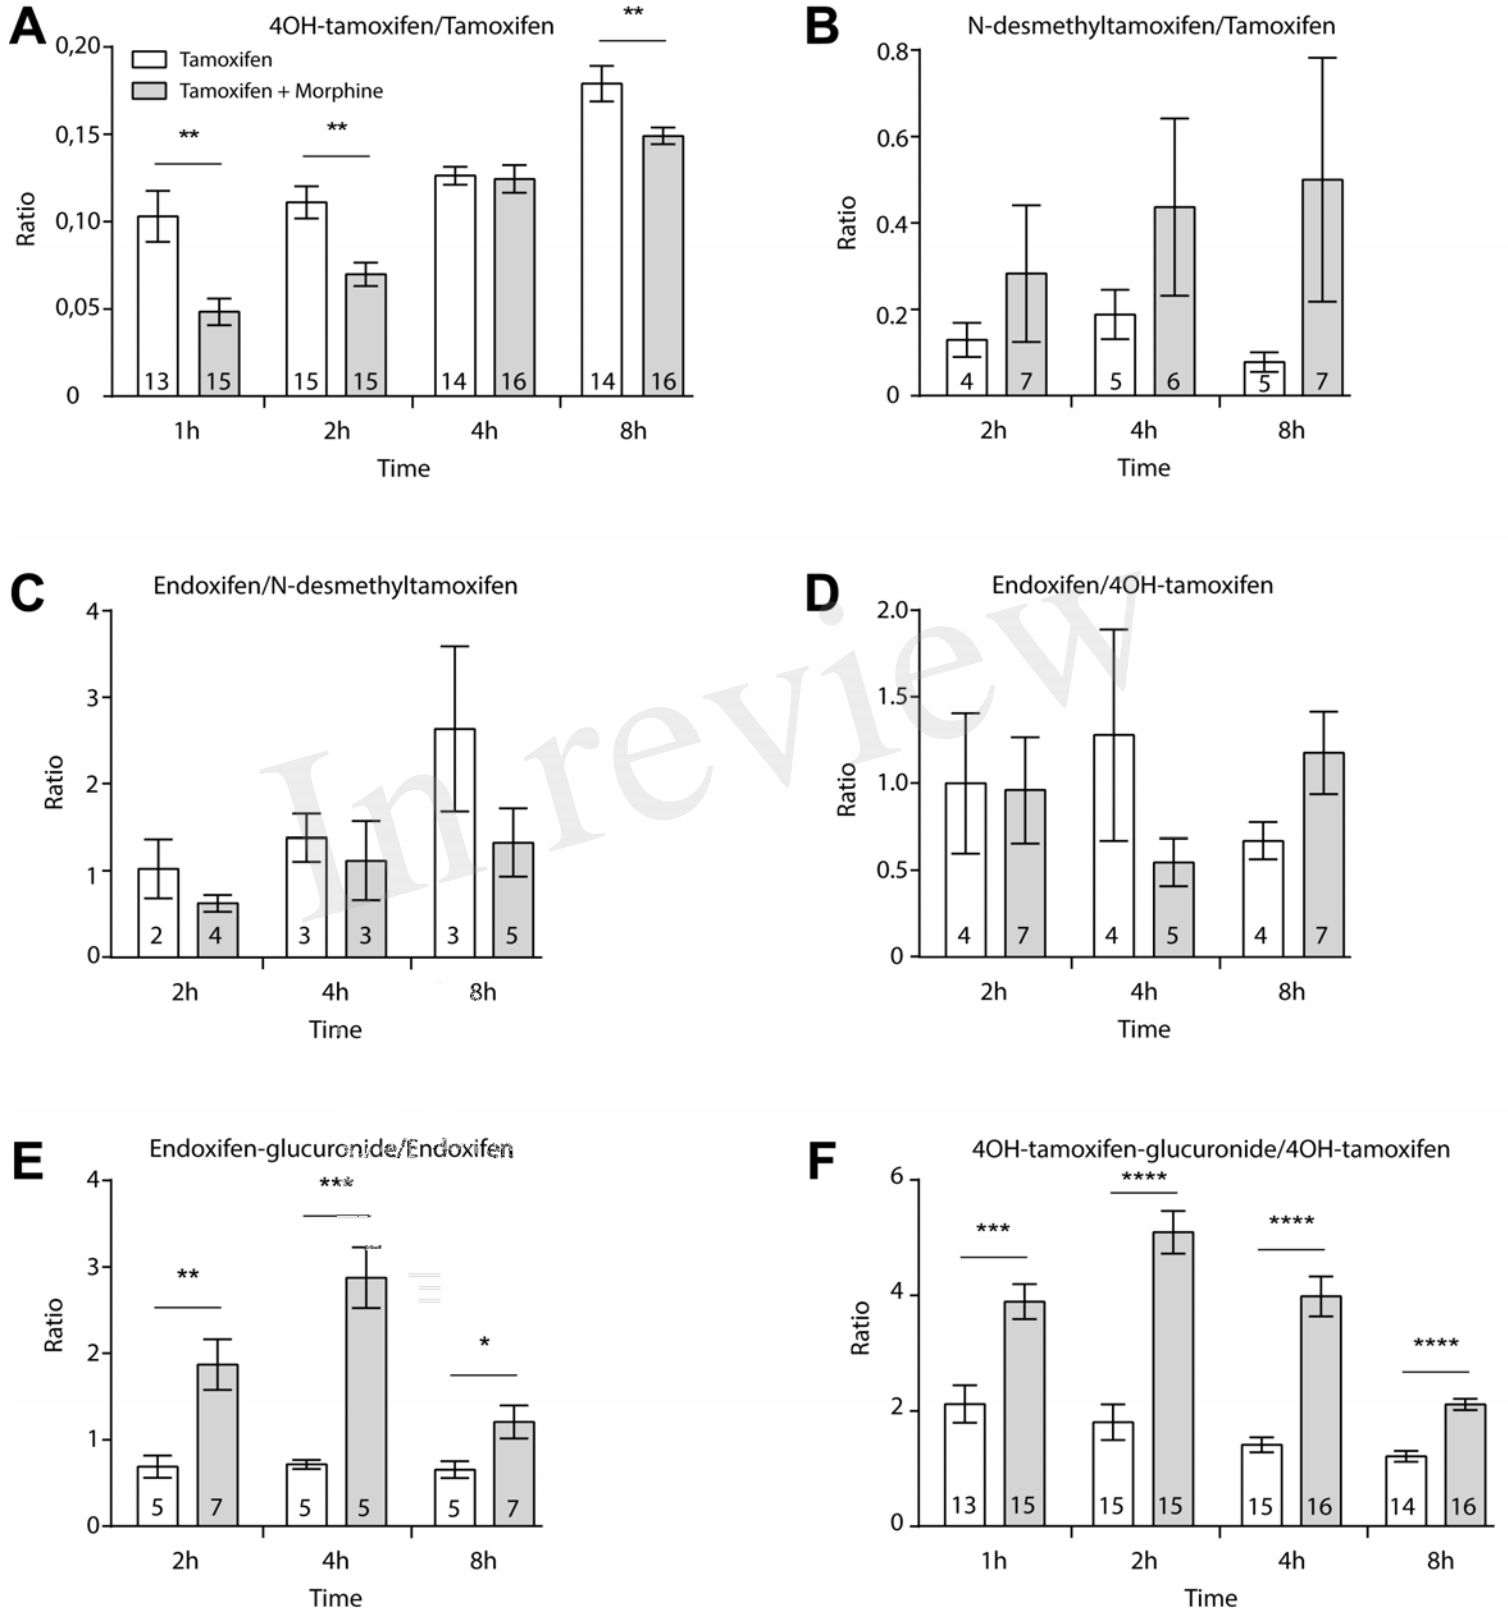 A
4OH-tamoxifen/Tamoxifen
**
0,20
Tamoxifen
Tamoxifen + Morphine
**
**
0,15
0,10
0,05
0
Ratio
13
15
15
15
14
16
14
16
1h
2h
4h
8h
Time
B
N-desmethyltamoxifen/Tamoxifen
0.8
0.6
0.4
0.2
0
Ratio
4
7
5
6
5
7
2h
4h
8h
Time
C
Endoxifen/N-desmethyltamoxifen
4
3
2
1
0
Ratio
2
4
3
3
3
5
2h
4h
8h
Time
D
Endoxifen/4OH-tamoxifen
2.0
1.5
1.0
0.5
0
Ratio
4
7
4
5
4
7
2h
4h
8h
Time
In review
E
Endoxifen-glucuronide/Endoxifen
4
3
2
1
0
Ratio
**
***
*
5
7
5
5
5
7
2h
4h
8h
Time
F
4OH-tamoxifen-glucuronide/4OH-tamoxifen
6
4
2
0
Ratio
***
****
****
****
13
15
15
15
15
16
14
16
1h
2h
4h
8h
Time